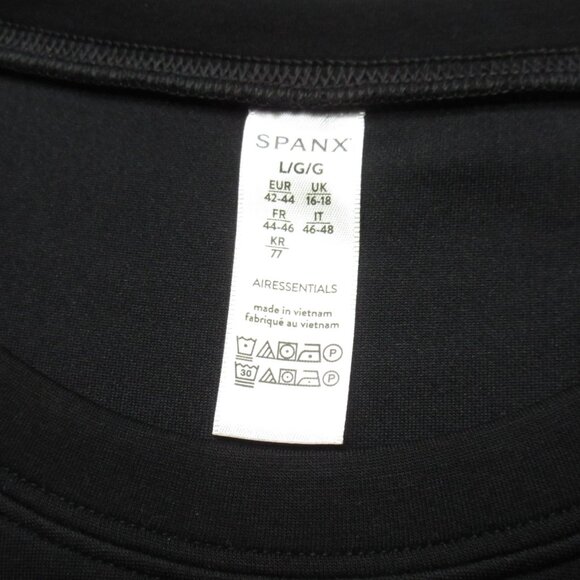 SPANX
L/G/G
EUR UK
42-44 16-18
FR IT
44-46 46-48
KR
77
AIRESSENTIALS
made in vietnam
fabriqué au vietnam
P
30 P